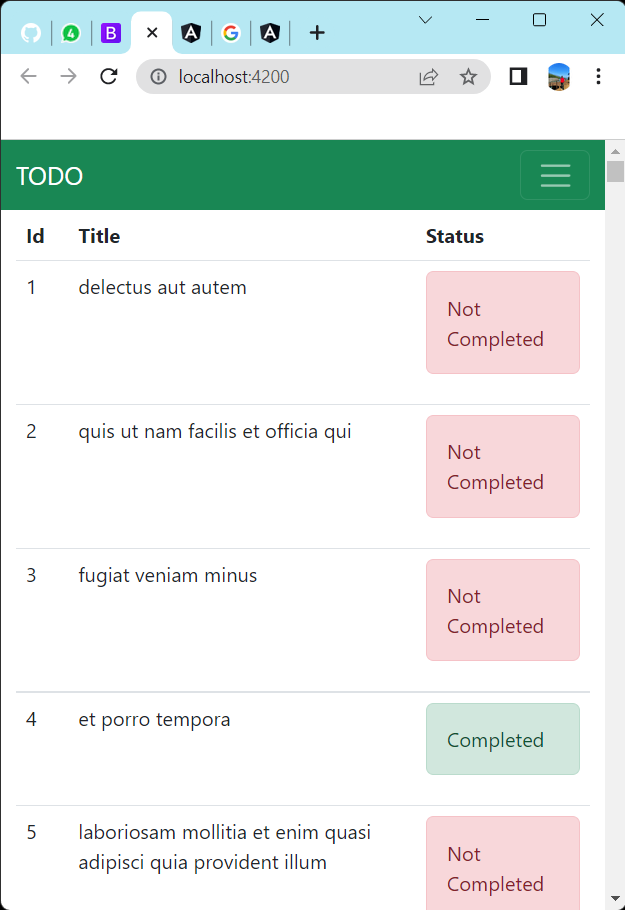 4
B
localhost:4200
TODO
Id Title Status
1 delectus aut autem Not
Completed
2 quis ut nam facilis et officia qui Not
Completed
3 fugiat veniam minus Not
Completed
4 et porro tempora Completed
5 laboriosam mollitia et enim quasi
adipisci quia provident illum
Not
Completed